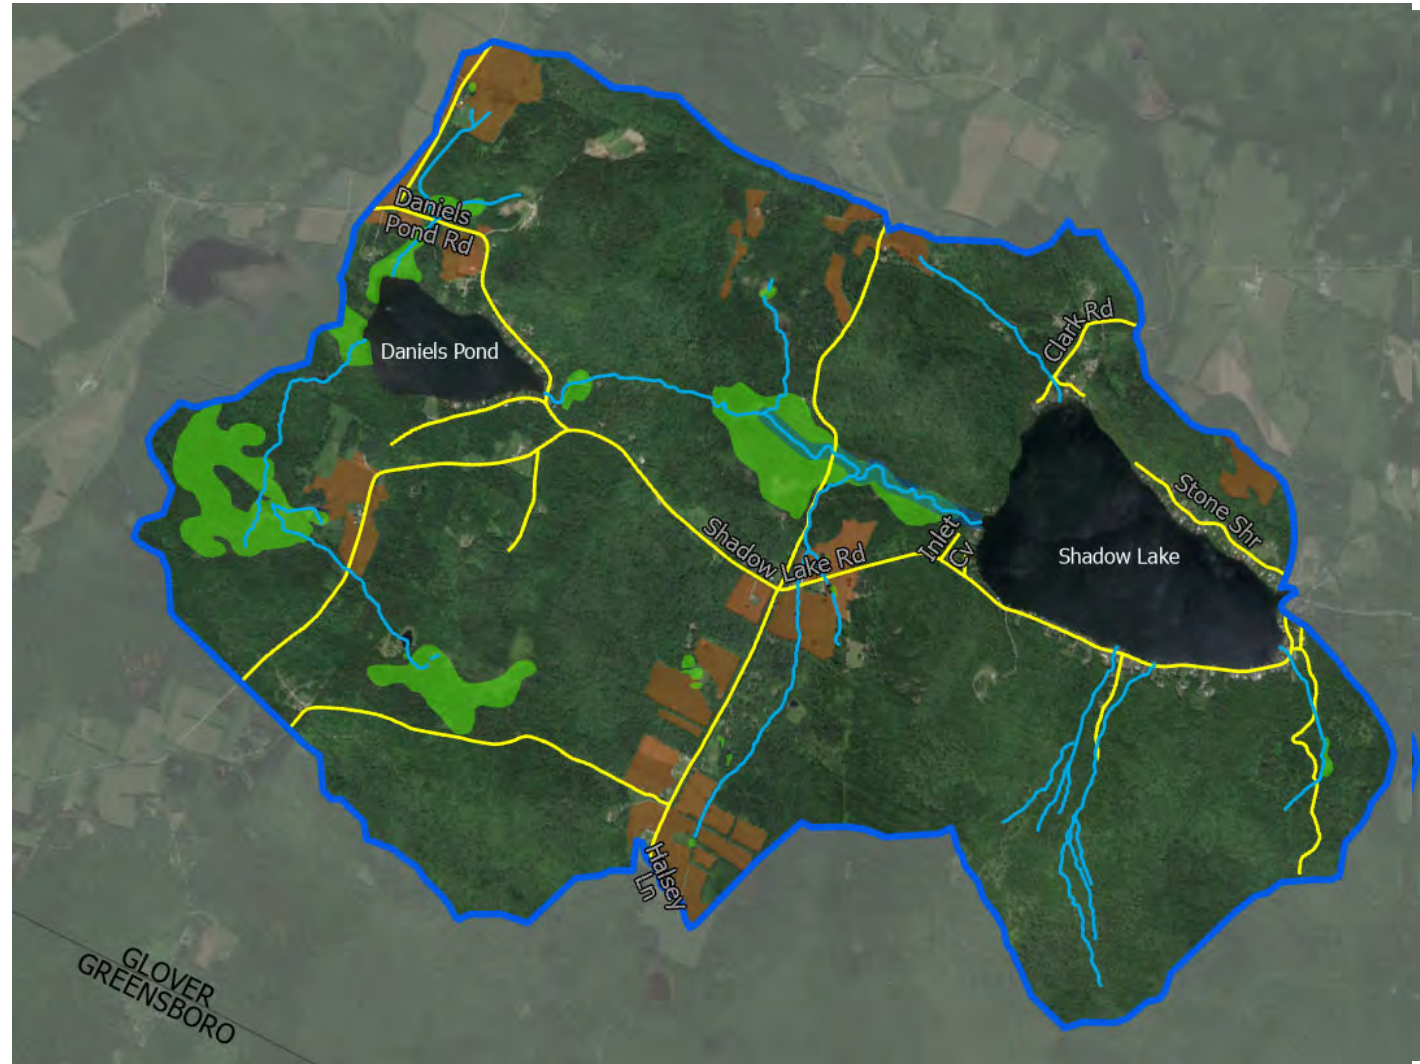 Daniels
Pond Rd
Daniels Pond
Clark Rd
Stone Shr
Shadow Lake Rd
Inlet
Cv
Shadow Lake
Halsey
Ln
GLOVER
GREENSBORO